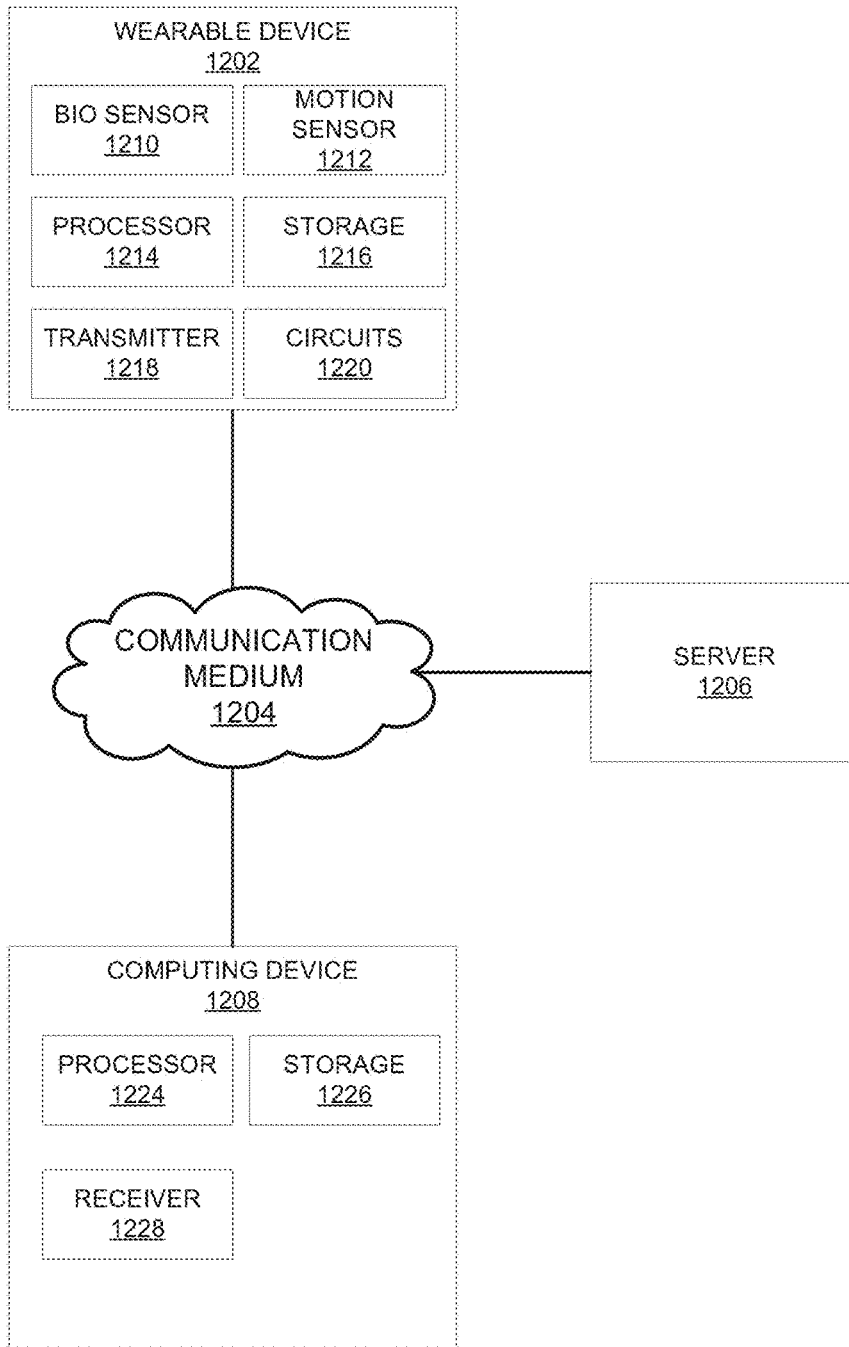 WEARABLE DEVICE
1202
BIO SENSOR
1210
MOTION
SENSOR
1212
PROCESSOR
1214
STORAGE
1216
TRANSMITTER
1218
CIRCUITS
1220
COMMUNICATION
MEDIUM
1204
SERVER
1206
COMPUTING DEVICE
1208
PROCESSOR
1224
STORAGE
1226
RECEIVER
1228